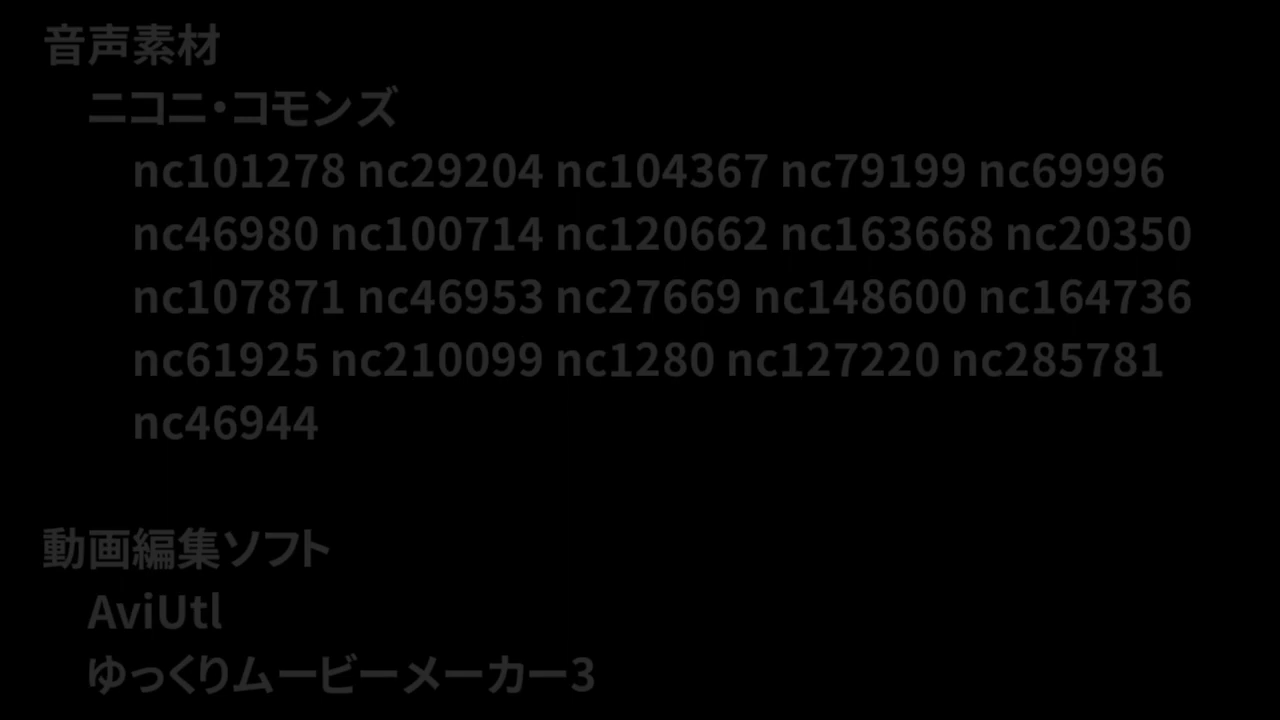 音声素材
ニコニ・コモンズ
nc101278 nc29204 nc104367 nc79199 nc69996
nc46980 nc100714 nc120662 nc163668 nc20350
nc107871 nc46953 nc27669 nc148600 nc164736
nc61925 nc210099 nc1280 nc127220 nc285781
nc46944
動画編集ソフト
AviUtl
ゆっくりムービーメーカー3